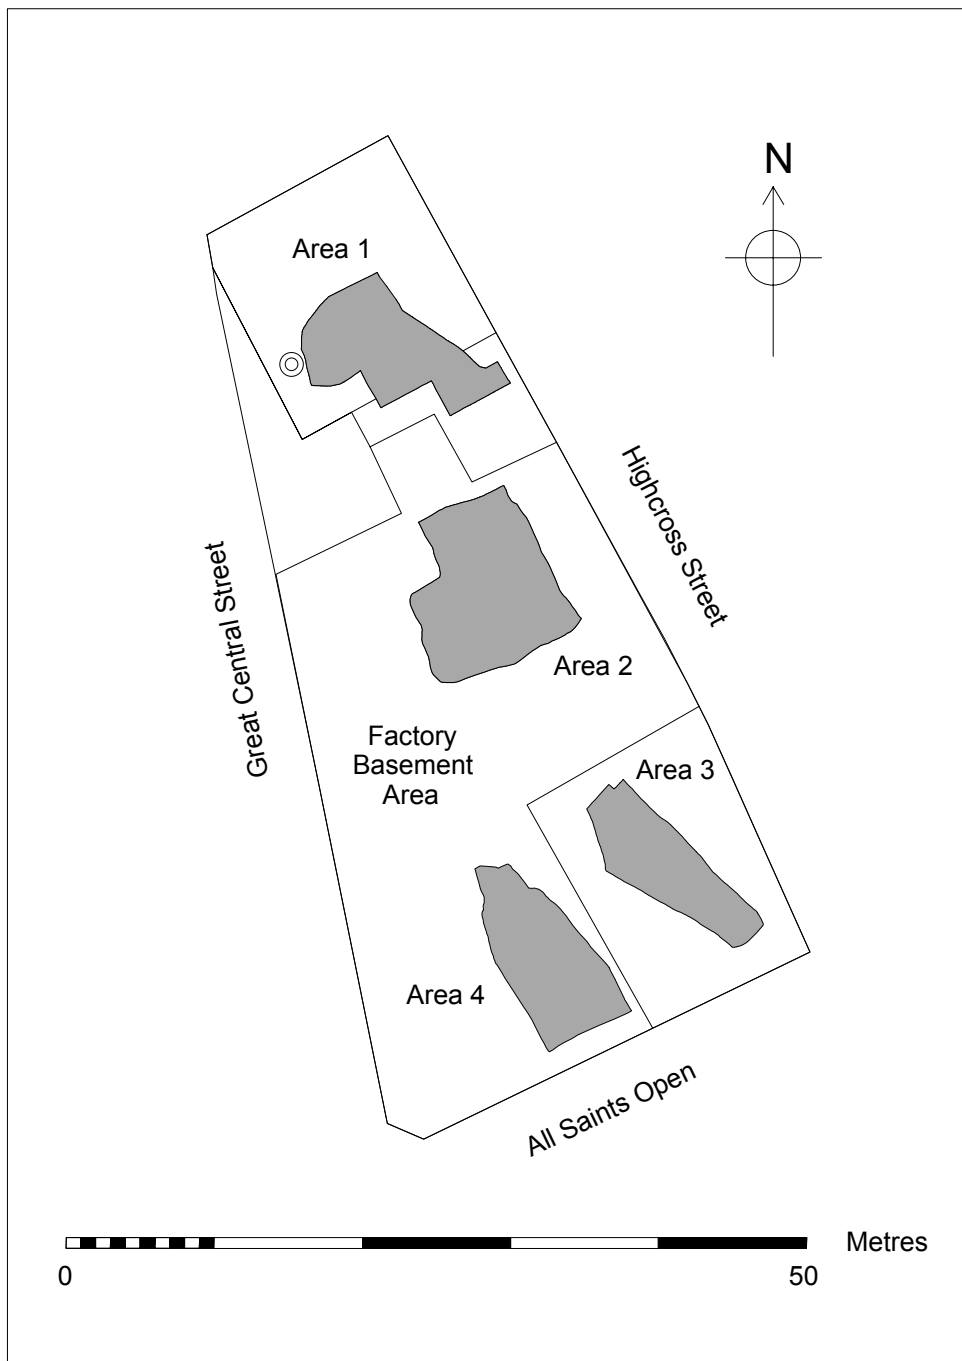 N
Area 1
Highcross Street
Great Central Street
Area 2
Factory
Basement
Area
Area 3
Area 4
All Saints Open
Metres
0
50